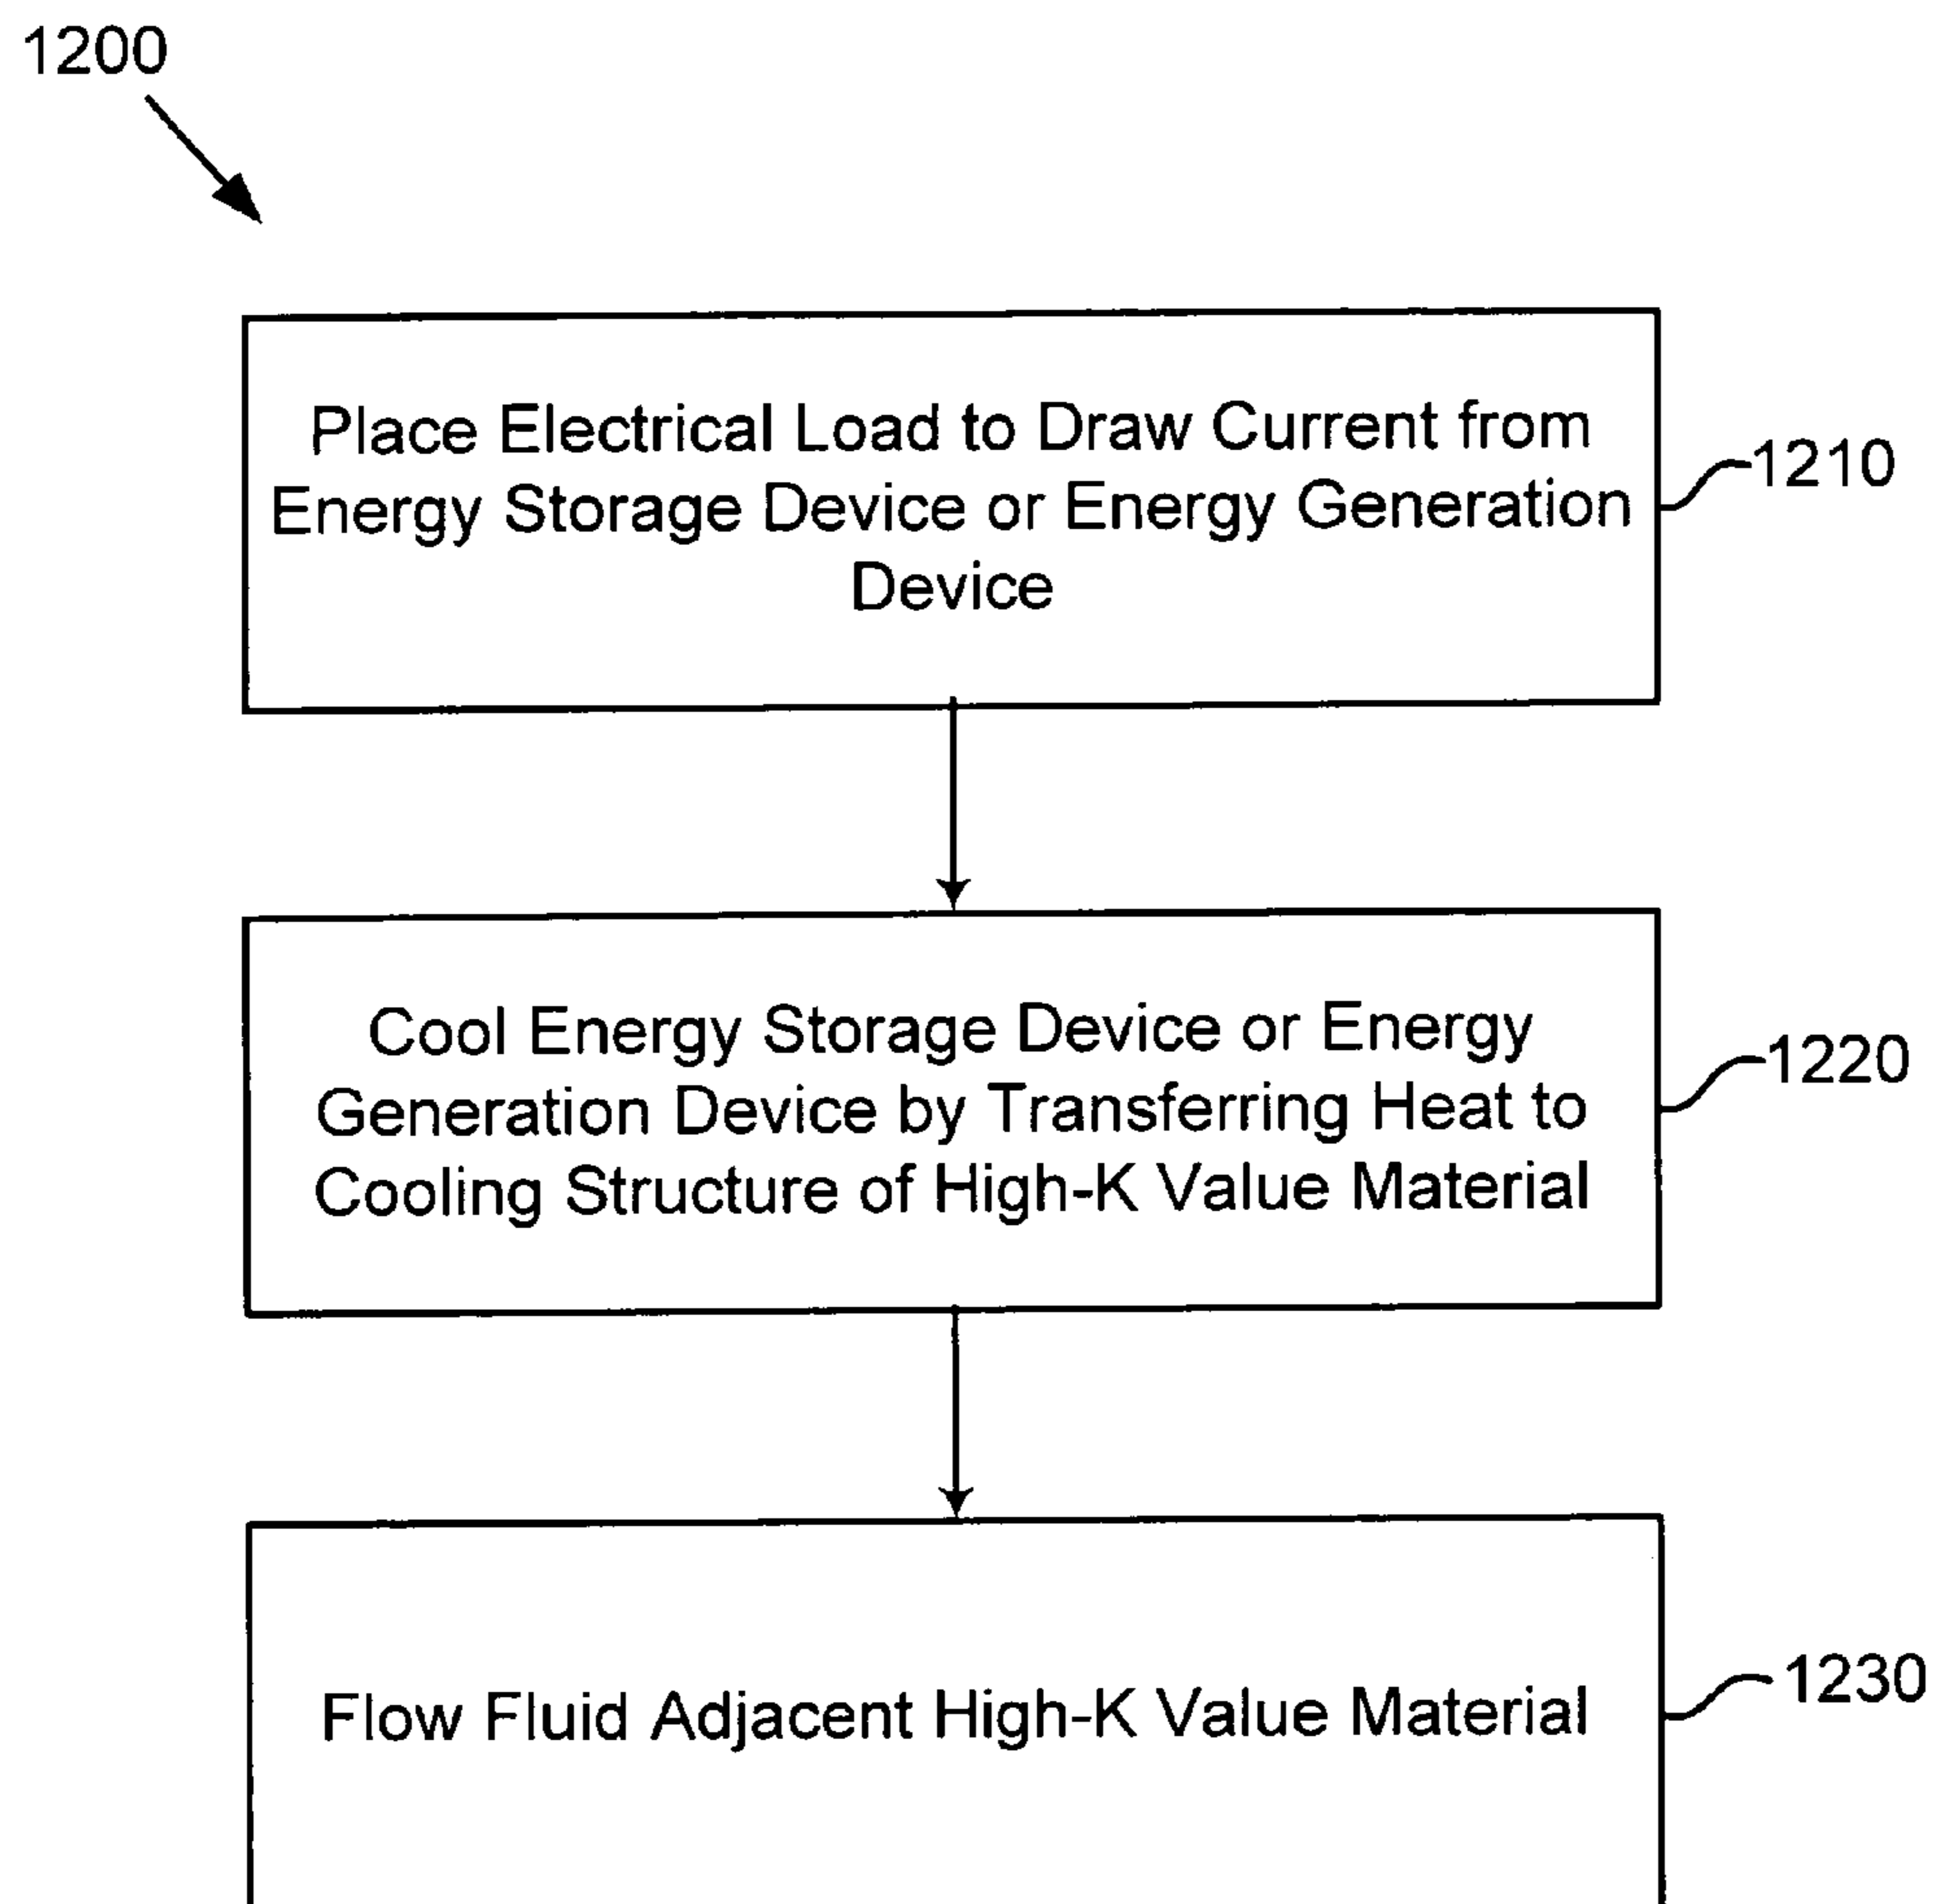 1200
Place Electrical Load to Draw Current from
Energy Storage Device or Energy Generation
Device
1210
Cool Energy Storage Device or Energy
Generation Device by Transferring Heat to
Cooling Structure of High-K Value Material
1220
Flow Fluid Adjacent High-K Value Material
1230